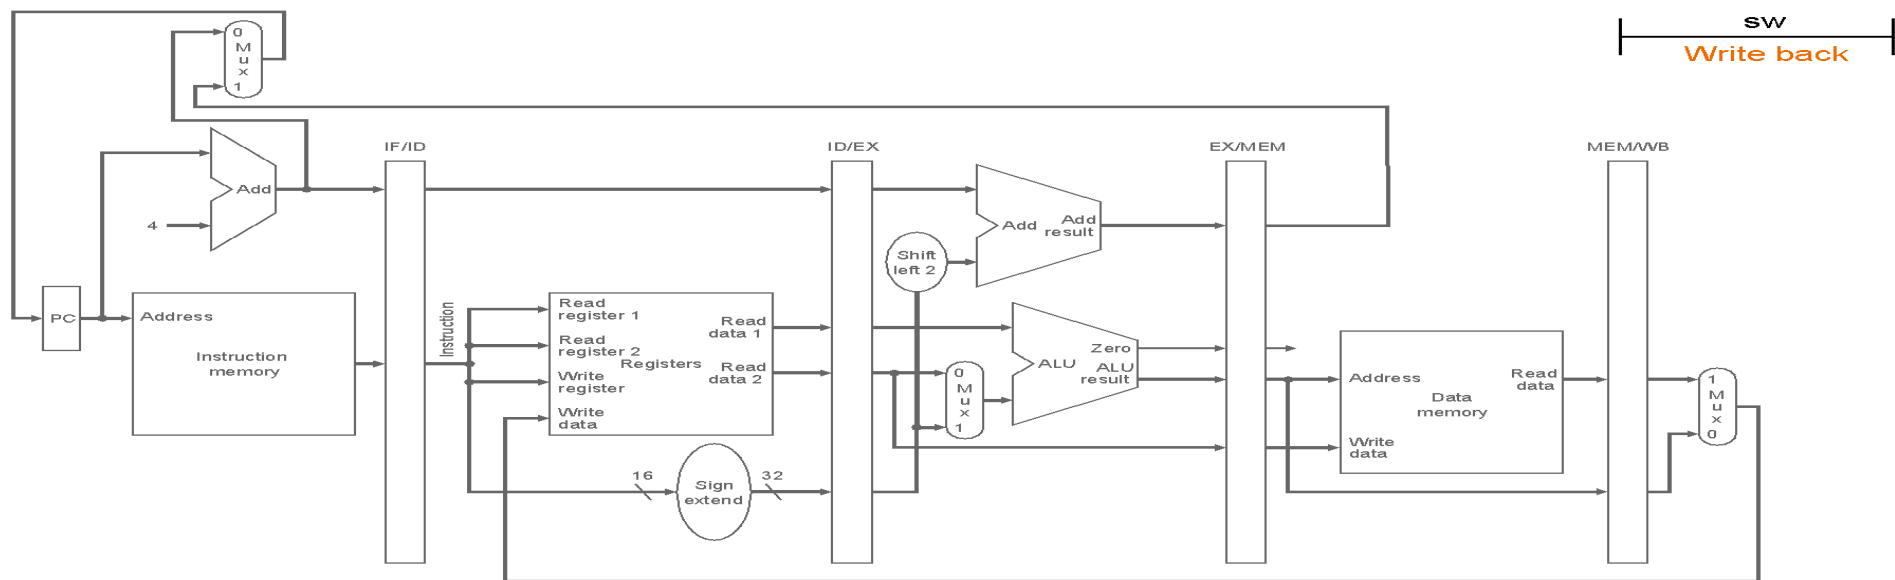 sw
Write back
0
M
u
x
1
IF/ID
ID/EX
EX/MEM
MEM/WB
Add
4
Add
Add
result
Shift
left 2
PC
Address
Instruction
memory
Instruction
Read
register 1
Read
register 2
Registers
Write
register
Write
data
Read
data 1
Read
data 2
0
M
u
x
1
Zero
ALU
ALU
result
Address
Read
data
Data
memory
Write
data
1
M
u
x
0
16
Sign
extend
32